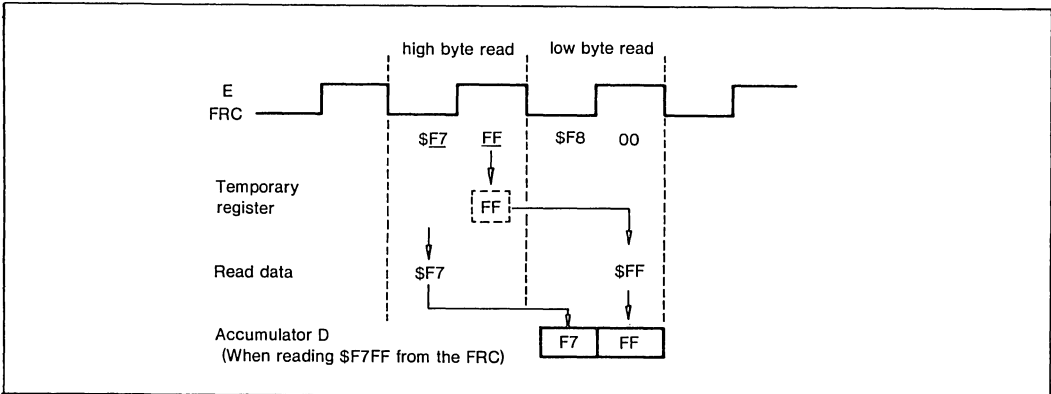 high byte read low byte read
E
FRC
$F7 FF $F8 00
Temporary
register
FF
Read data
$F7 $FF
Accumulator D
(When reading $F7FF from the FRC)
F7 FF